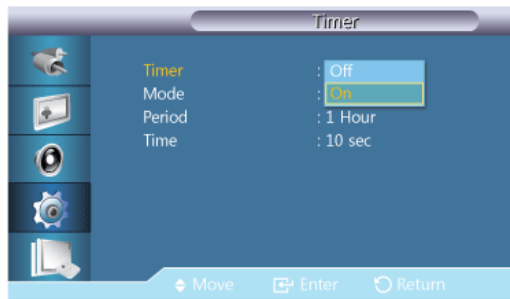 Timer
Timer : Off
Mode : On
Period : 1 Hour
Time : 10 sec
Move Enter Return